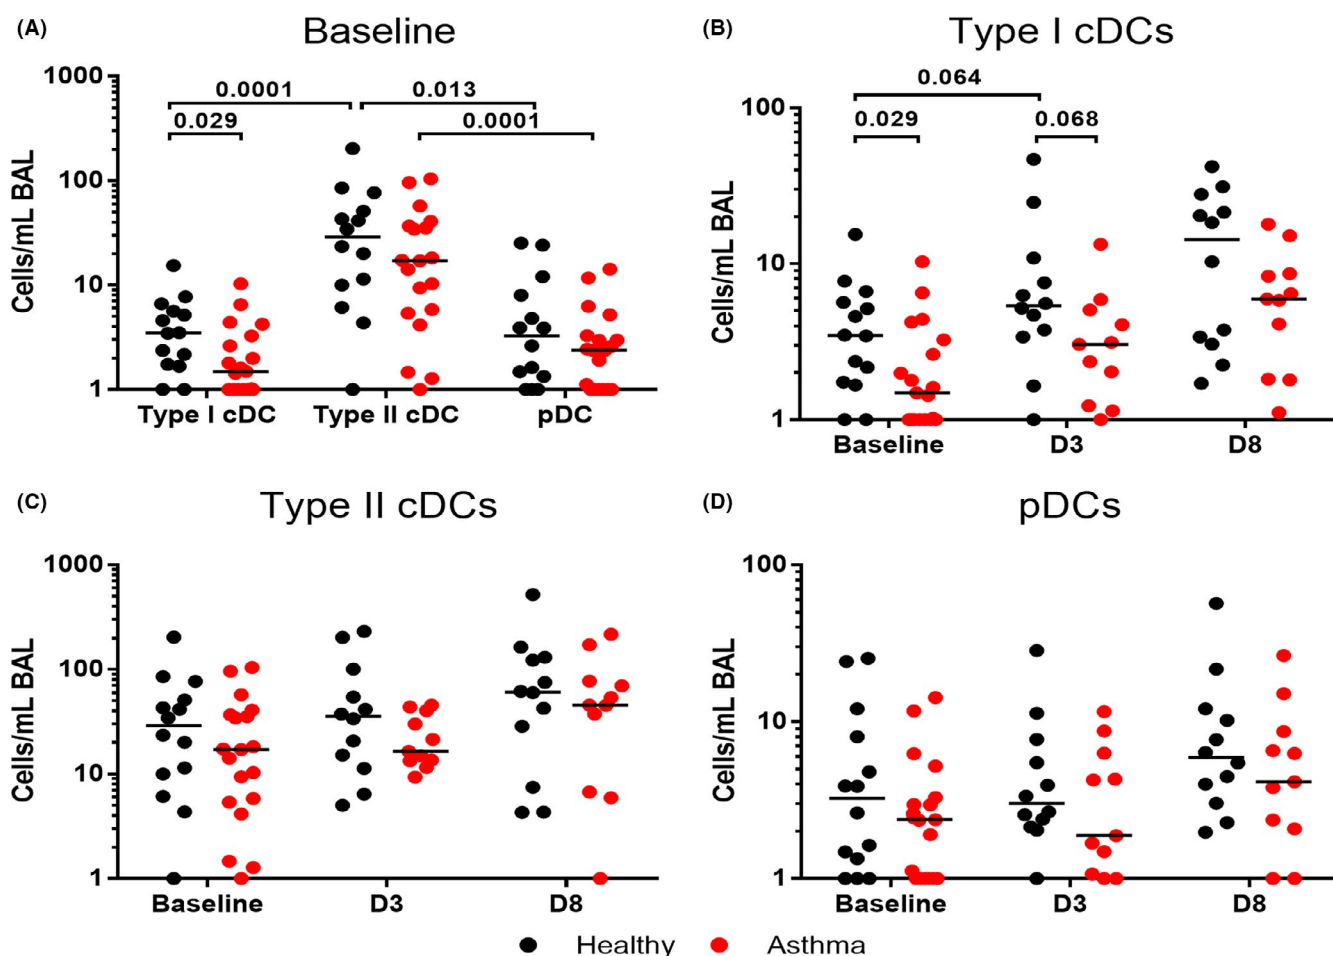 (A) Baseline
Cells/mL BAL
1000
100
10
1
0.0001 0.013
0.029 0.0001
Type I cDC Type II cDC pDC
(B) Type I cDCs
Cells/mL BAL
100
10
1
0.064
0.029 0.068
Baseline D3 D8
(C) Type II cDCs
Cells/mL BAL
1000
100
10
1
Baseline D3 D8
(D) pDCs
Cells/mL BAL
100
10
1
Baseline D3 D8
Healthy Asthma